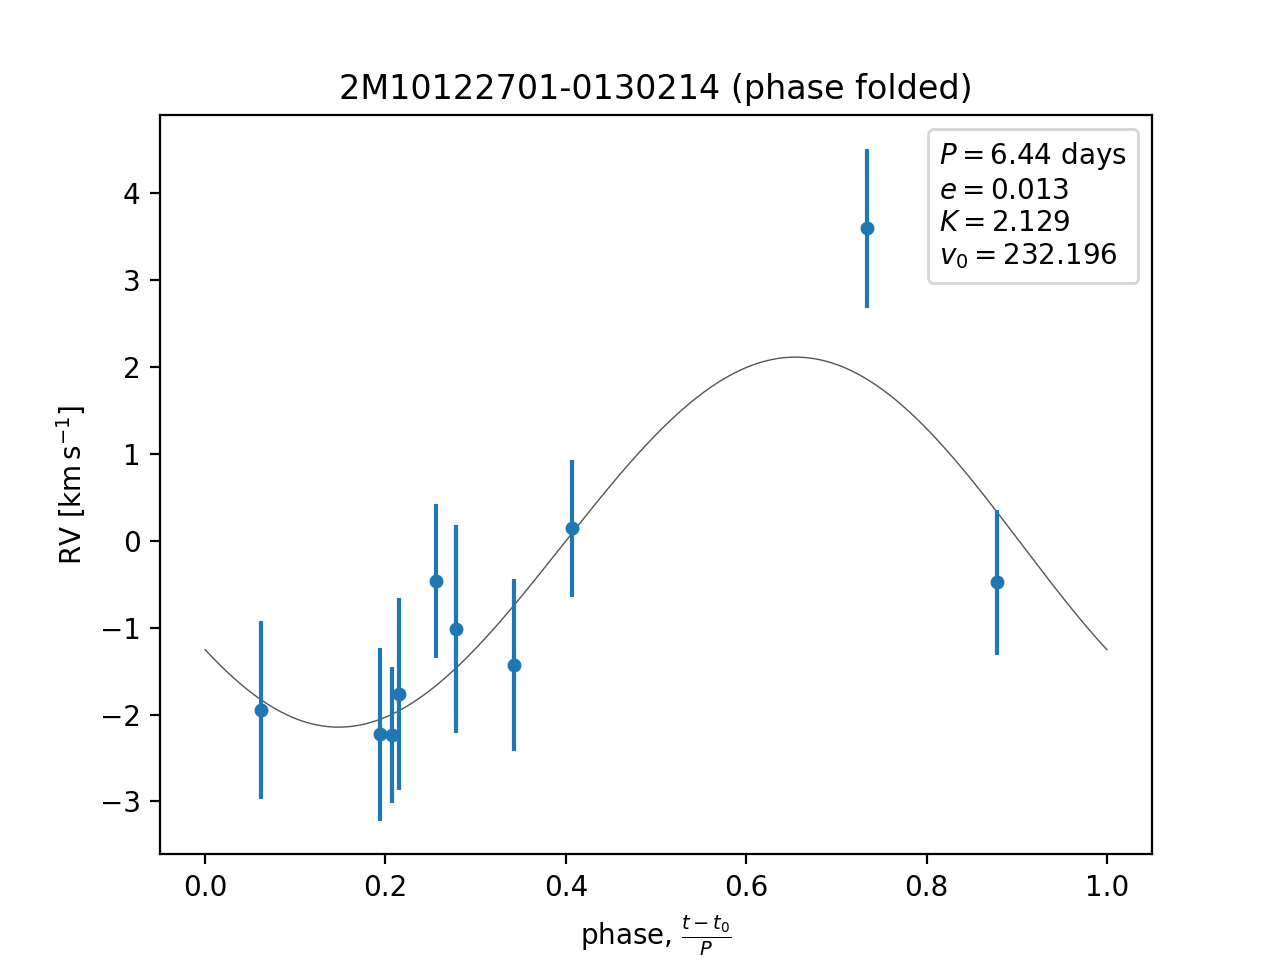 2M10122701-0130214 (phase folded)
P = 6.44 days
e = 0.013
K = 2.129
v₀ = 232.196
4
3
2
1
0
−1
−2
−3
RV [km s⁻¹]
0.0 0.2 0.4 0.6 0.8 1.0
phase, (t − t₀)/P